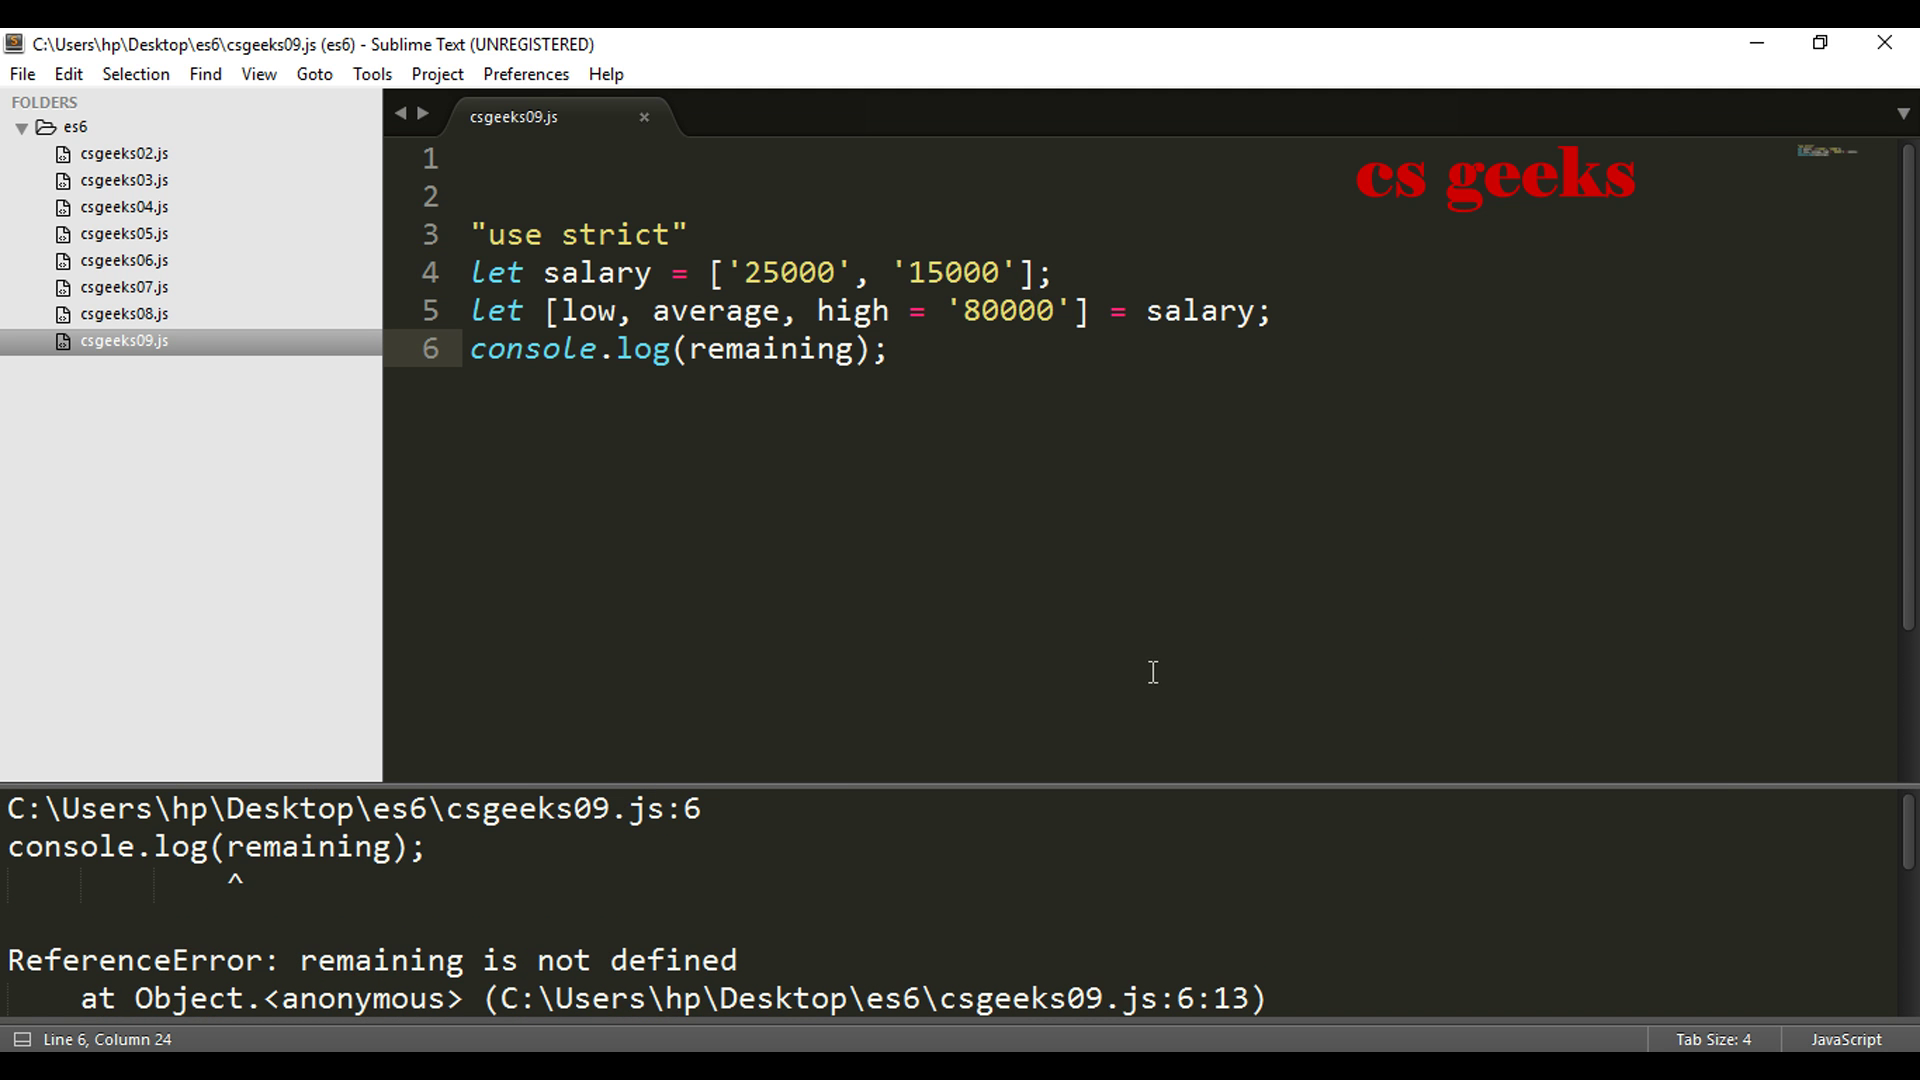 C:\Users\hp\Desktop\es6\csgeeks09.js (es6) - Sublime Text (UNREGISTERED)
File Edit Selection Find View Goto Tools Project Preferences Help
FOLDERS
es6
csgeeks02.js
csgeeks03.js
csgeeks04.js
csgeeks05.js
csgeeks06.js
csgeeks07.js
csgeeks08.js
csgeeks09.js
csgeeks09.js
cs geeks
1
2
3 "use strict"
4 let salary = ['25000', '15000'];
5 let [low, average, high = '80000'] = salary;
6 console.log(remaining);
C:\Users\hp\Desktop\es6\csgeeks09.js:6
console.log(remaining);
^
ReferenceError: remaining is not defined
at Object.<anonymous> (C:\Users\hp\Desktop\es6\csgeeks09.js:6:13)
Line 6, Column 24
Tab Size: 4
JavaScript